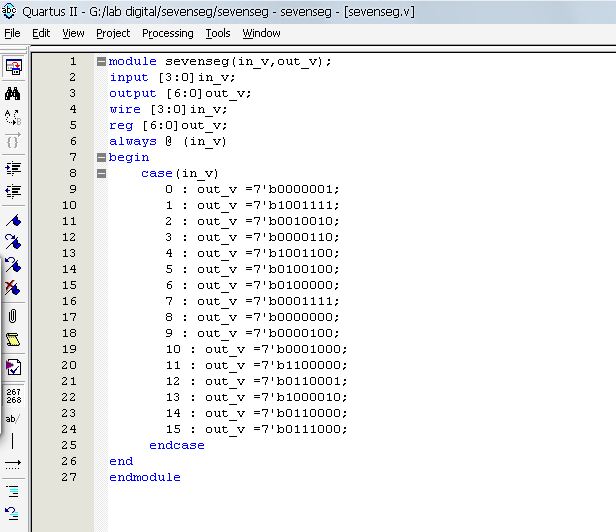 Quartus II - G:/lab digital/sevenseg/sevenseg - sevenseg - [sevenseg.v]
File Edit View Project Processing Tools Window
1 module sevenseg(in_v,out_v);
2 input [3:0]in_v;
3 output [6:0]out_v;
4 wire [3:0]in_v;
5 reg [6:0]out_v;
6 always @ (in_v)
7 begin
8 case(in_v)
9 0 : out_v =7'b0000001;
10 1 : out_v =7'b1001111;
11 2 : out_v =7'b0010010;
12 3 : out_v =7'b0000110;
13 4 : out_v =7'b1001100;
14 5 : out_v =7'b0100100;
15 6 : out_v =7'b0100000;
16 7 : out_v =7'b0001111;
17 8 : out_v =7'b0000000;
18 9 : out_v =7'b0000100;
19 10 : out_v =7'b0001000;
20 11 : out_v =7'b1100000;
21 12 : out_v =7'b0110001;
22 13 : out_v =7'b1000010;
23 14 : out_v =7'b0110000;
24 15 : out_v =7'b0111000;
25 endcase
26 end
27 endmodule
abc
267
268
ab/